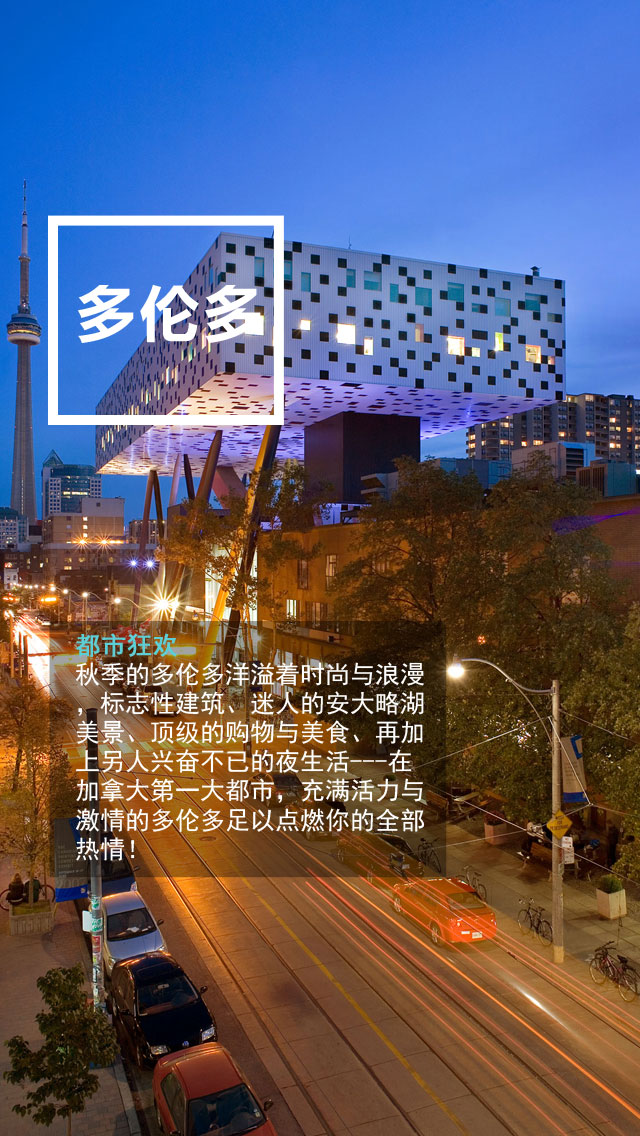 多伦多
都市狂欢
秋季的多伦多洋溢着时尚与浪漫
，标志性建筑、迷人的安大略湖
美景、顶级的购物与美食、再加
上另人兴奋不已的夜生活---在
加拿大第一大都市，充满活力与
激情的多伦多足以点燃你的全部
热情！